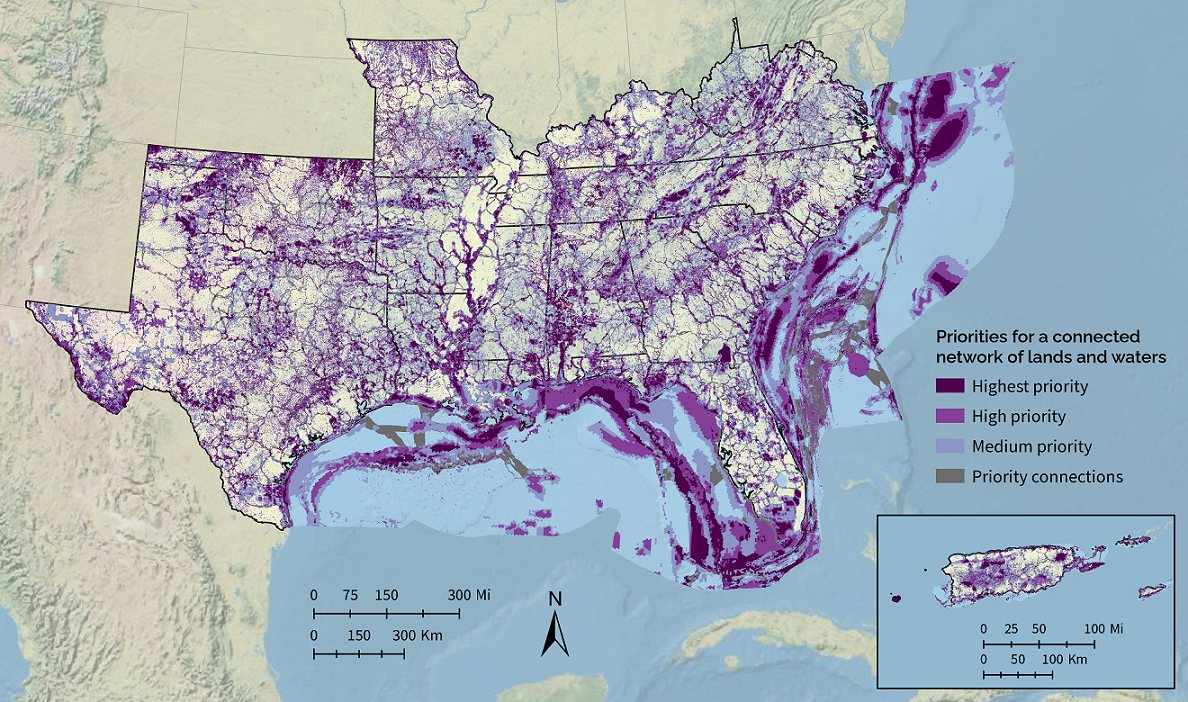 Priorities for a connected
network of lands and waters
Highest priority
High priority
Medium priority
Priority connections
0 75 150 300 Mi
0 150 300 Km
N
0 25 50 100 Mi
0 50 100 Km